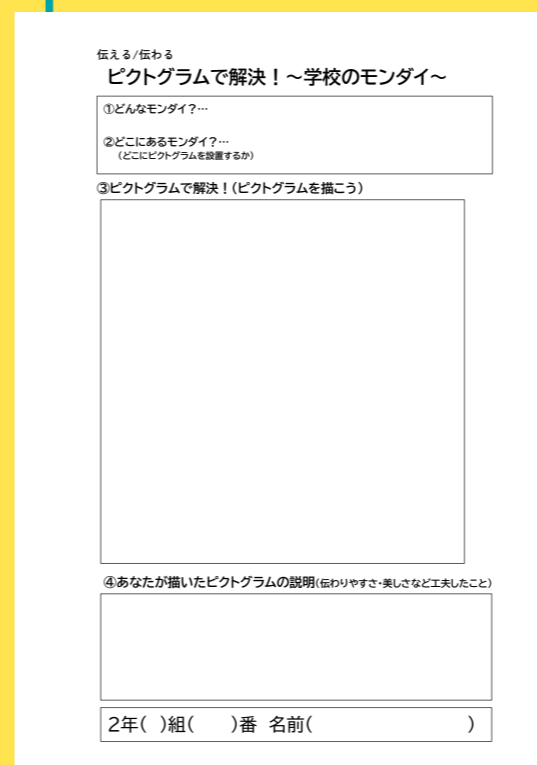 伝える/伝わる
ピクトグラムで解決！～学校のモンダイ～
①どんなモンダイ？…
②どこにあるモンダイ？…
（どこにピクトグラムを設置するか）
③ピクトグラムで解決！（ピクトグラムを描こう）
④あなたが描いたピクトグラムの説明（伝わりやすさ・美しさなど工夫したこと）
2年(　)組(　　)番 名前(　　　　　　　　)